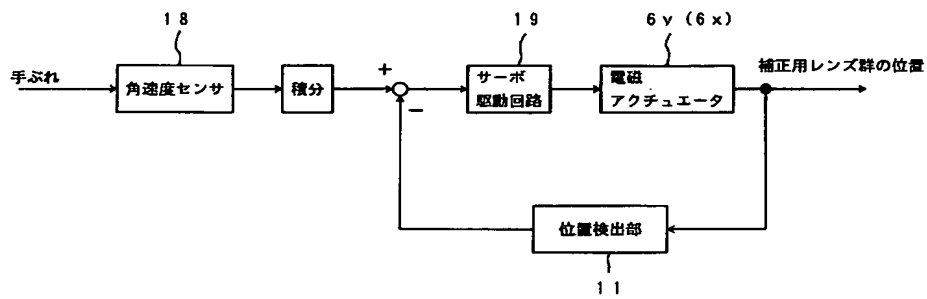 18
19
6y(6x)
手ぶれ
角速度センサ
積分
+
−
サーボ
駆動回路
電磁
アクチュエータ
補正用レンズ群の位置
位置検出部
11